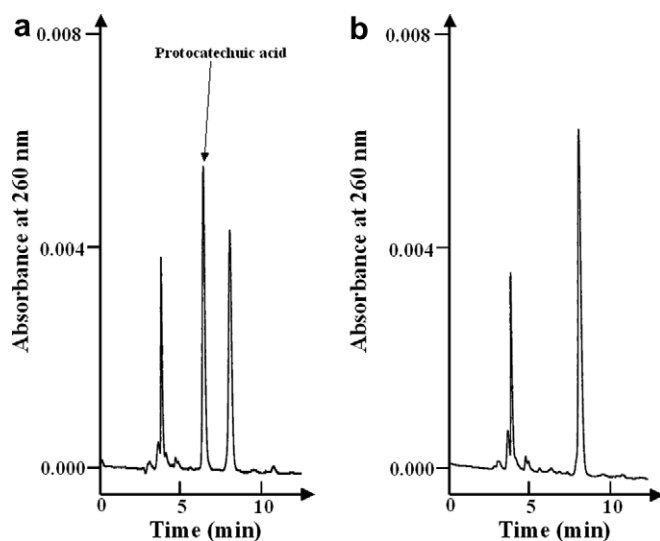 a
0.008
Protocatechuic acid
Absorbance at 260 nm
0.004
0.000
0 5 10
Time (min)
b
0.008
Absorbance at 260 nm
0.004
0.000
0 5 10
Time (min)